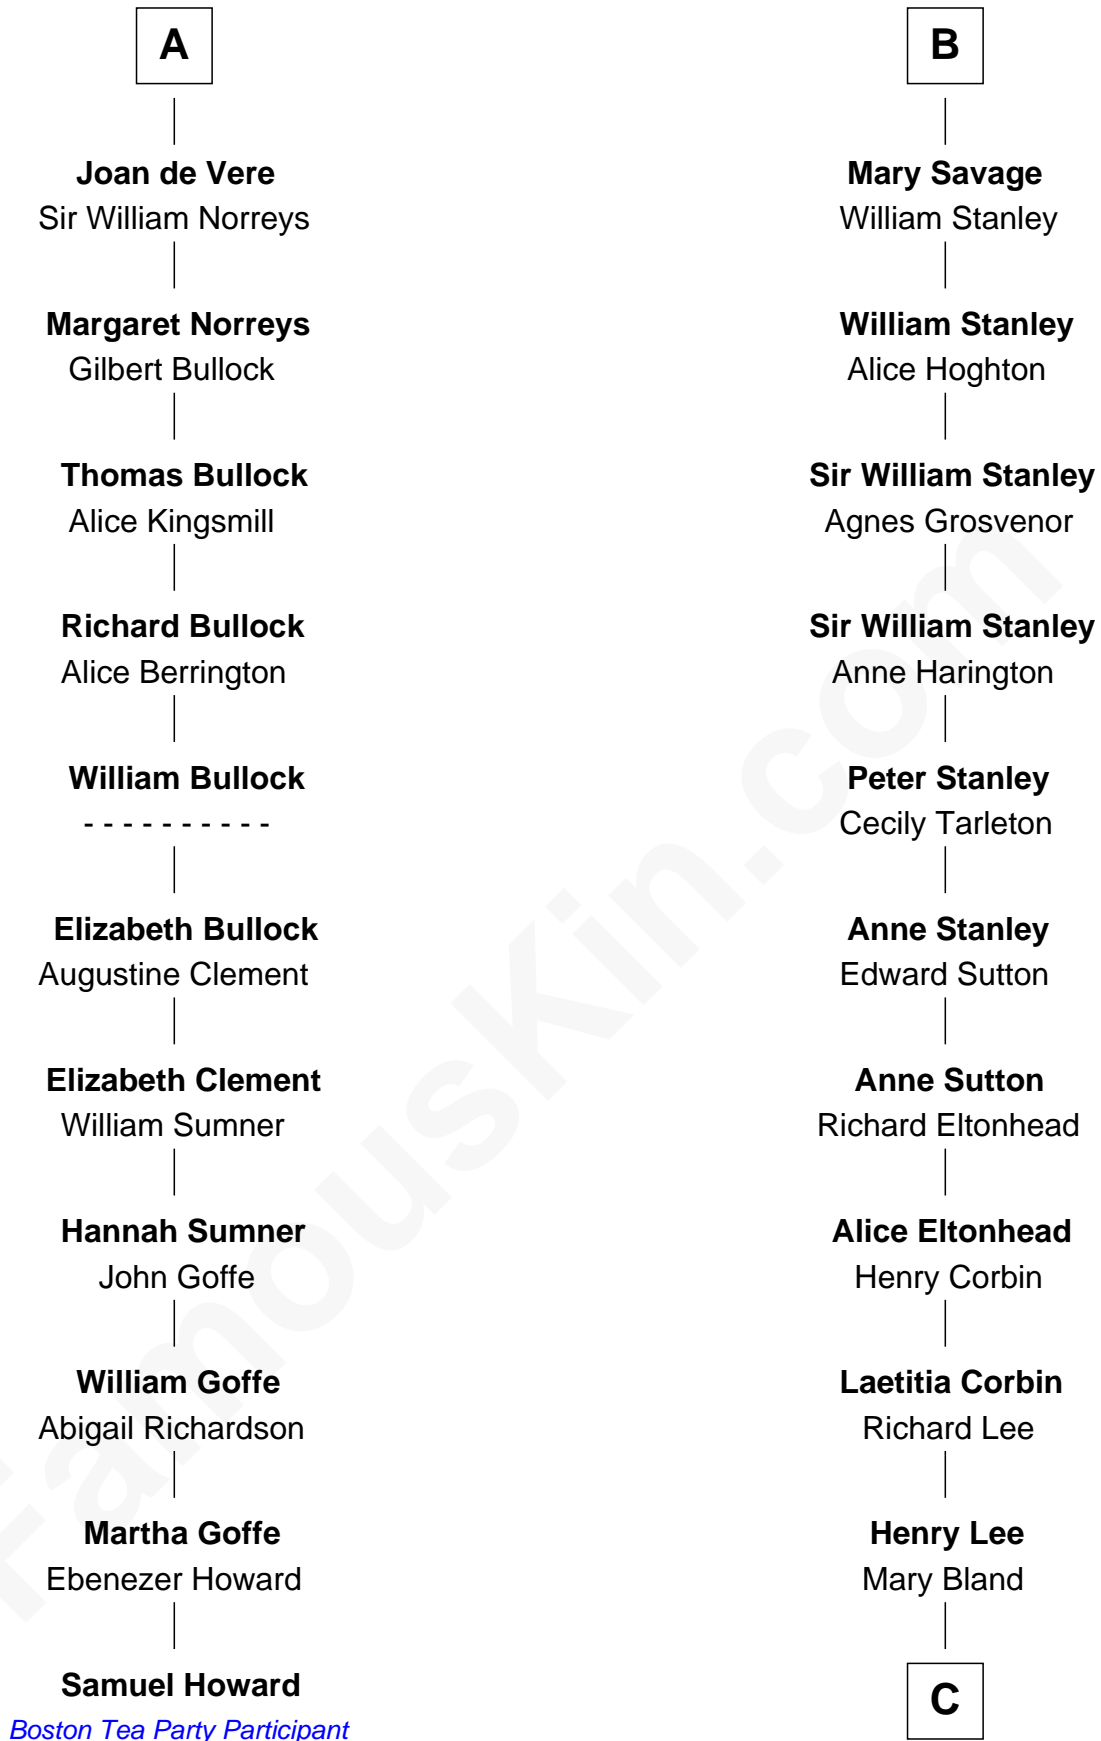 A
Joan de Vere
Sir William Norreys
Margaret Norreys
Gilbert Bullock
Thomas Bullock
Alice Kingsmill
Richard Bullock
Alice Berrington
William Bullock
- - - - - - - - - -
Elizabeth Bullock
Augustine Clement
Elizabeth Clement
William Sumner
Hannah Sumner
John Goffe
William Goffe
Abigail Richardson
Martha Goffe
Ebenezer Howard
Samuel Howard
Boston Tea Party Participant
B
Mary Savage
William Stanley
William Stanley
Alice Hoghton
Sir William Stanley
Agnes Grosvenor
Sir William Stanley
Anne Harington
Peter Stanley
Cecily Tarleton
Anne Stanley
Edward Sutton
Anne Sutton
Richard Eltonhead
Alice Eltonhead
Henry Corbin
Laetitia Corbin
Richard Lee
Henry Lee
Mary Bland
C
FamousKin.com